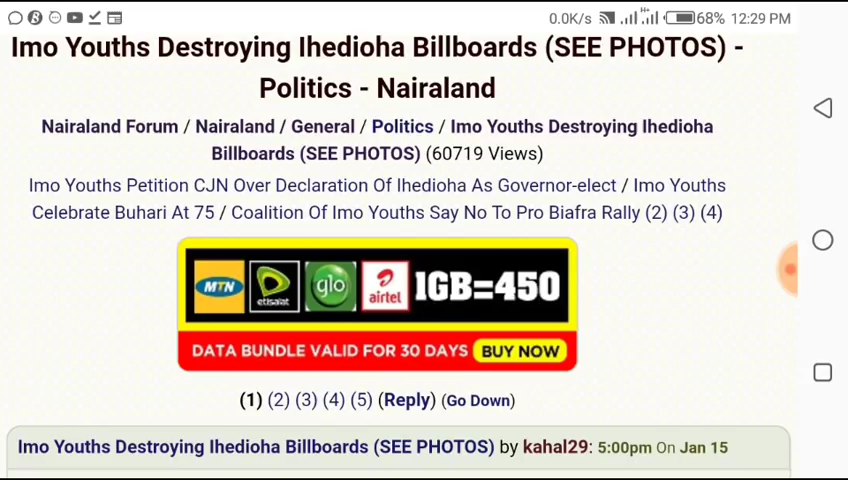 0.0K/s H+ 68% 12:29 PM
Imo Youths Destroying Ihedioha Billboards (SEE PHOTOS) -
Politics - Nairaland
Nairaland Forum / Nairaland / General / Politics / Imo Youths Destroying Ihedioha
Billboards (SEE PHOTOS) (60719 Views)
Imo Youths Petition CJN Over Declaration Of Ihedioha As Governor-elect / Imo Youths
Celebrate Buhari At 75 / Coalition Of Imo Youths Say No To Pro Biafra Rally (2) (3) (4)
MTN etisalat glo airtel 1GB=450
DATA BUNDLE VALID FOR 30 DAYS BUY NOW
(1) (2) (3) (4) (5) (Reply) (Go Down)
Imo Youths Destroying Ihedioha Billboards (SEE PHOTOS) by kahal29: 5:00pm On Jan 15